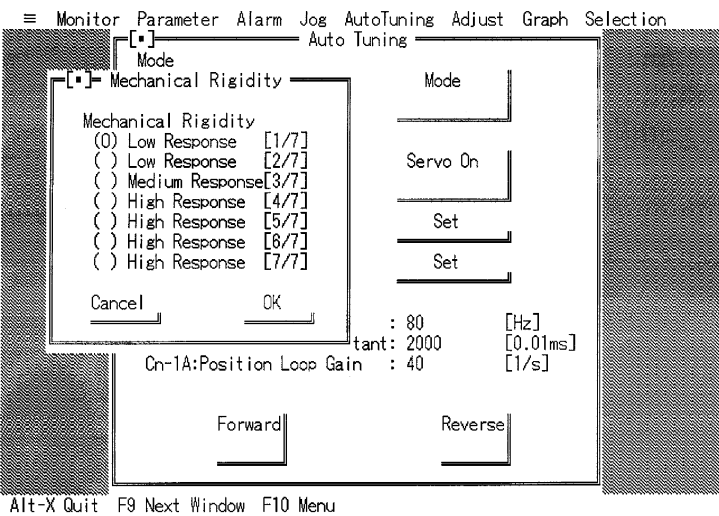 ≡ Monitor Parameter Alarm Jog AutoTuning Adjust Graph Selection
[▪] Auto Tuning
Mode
[▪] Mechanical Rigidity
Mode
Mechanical Rigidity
(O) Low Response [1/7]
( ) Low Response [2/7]
( ) Medium Response[3/7]
( ) High Response [4/7]
( ) High Response [5/7]
( ) High Response [6/7]
( ) High Response [7/7]
Cancel OK
Servo On
Set
Set
: 80 [Hz]
tant: 2000 [0.01ms]
Cn-1A:Position Loop Gain : 40 [1/s]
Forward Reverse
Alt-X Quit F9 Next Window F10 Menu